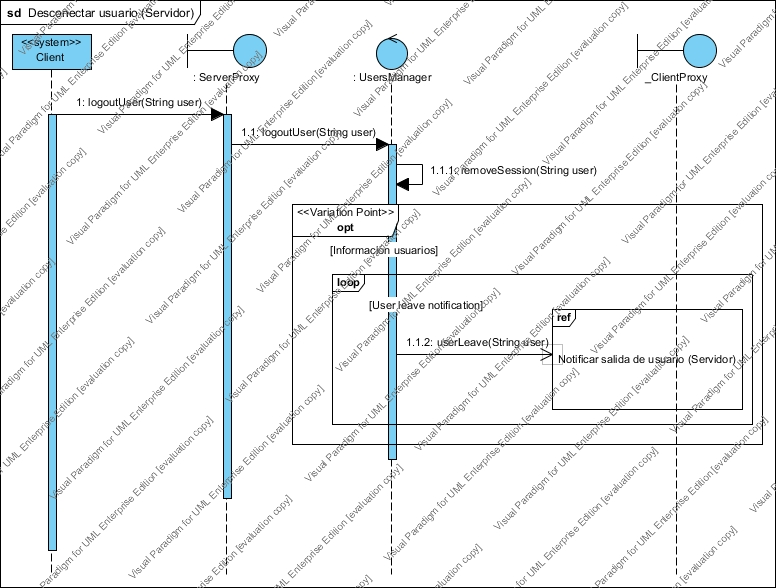 sd Desconectar usuario (Servidor)
<<system>>
Client
: ServerProxy
: UsersManager
_ClientProxy
1: logoutUser(String user)
1.1: logoutUser(String user)
1.1.1: removeSession(String user)
<<Variation Point>>
opt
[Información usuarios]
loop
[User leave notification]
ref
1.1.2: userLeave(String user)
Notificar salida de usuario (Servidor)
Visual Paradigm for UML Enterprise Edition [evaluation copy]